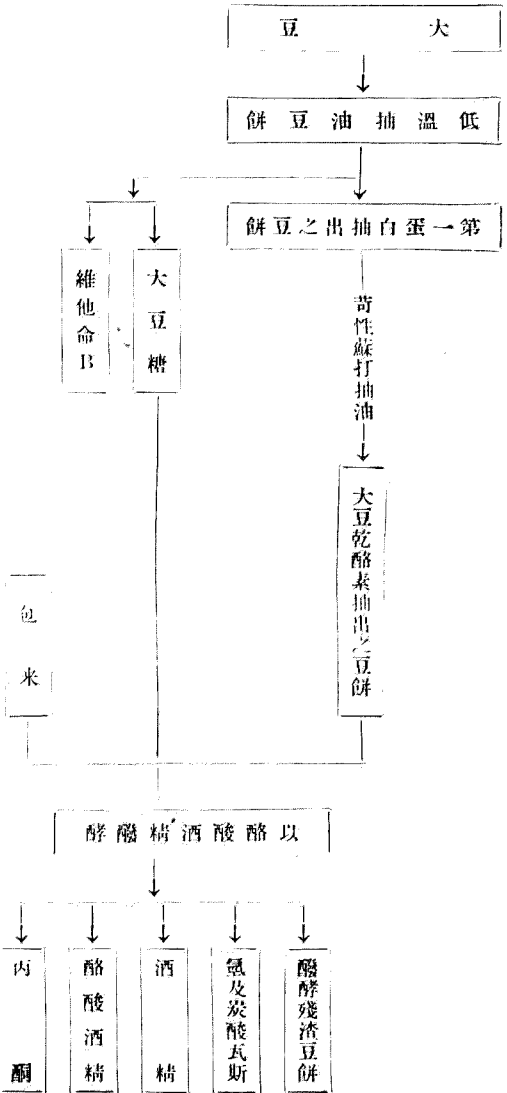 大豆
低溫抽油豆餅
第一蛋白抽出之豆餅
大豆糖
維他命B
苛性蘇打抽油
大豆乾酪素抽出之豆餅
包米
以酪酸酒精醱酵
醱酵殘渣豆餅
氫及炭酸瓦斯
酒精
酪酸酒精
丙酮